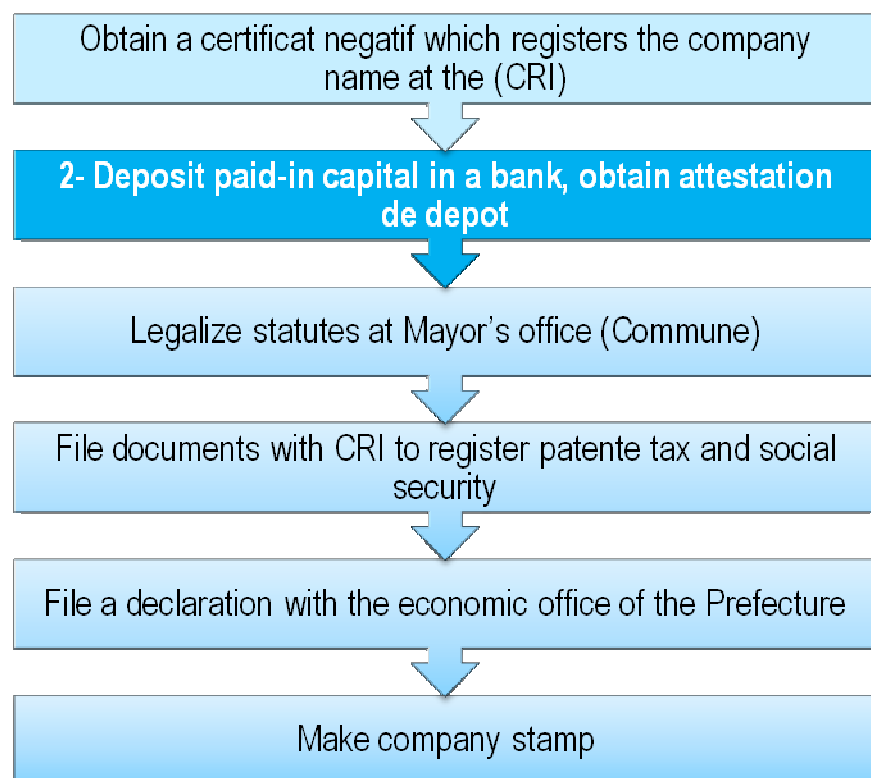 Obtain a certificat negatif which registers the company
name at the (CRI)
2- Deposit paid-in capital in a bank, obtain attestation
de depot
Legalize statutes at Mayor's office (Commune)
File documents with CRI to register patente tax and social
security
File a declaration with the economic office of the Prefecture
Make company stamp